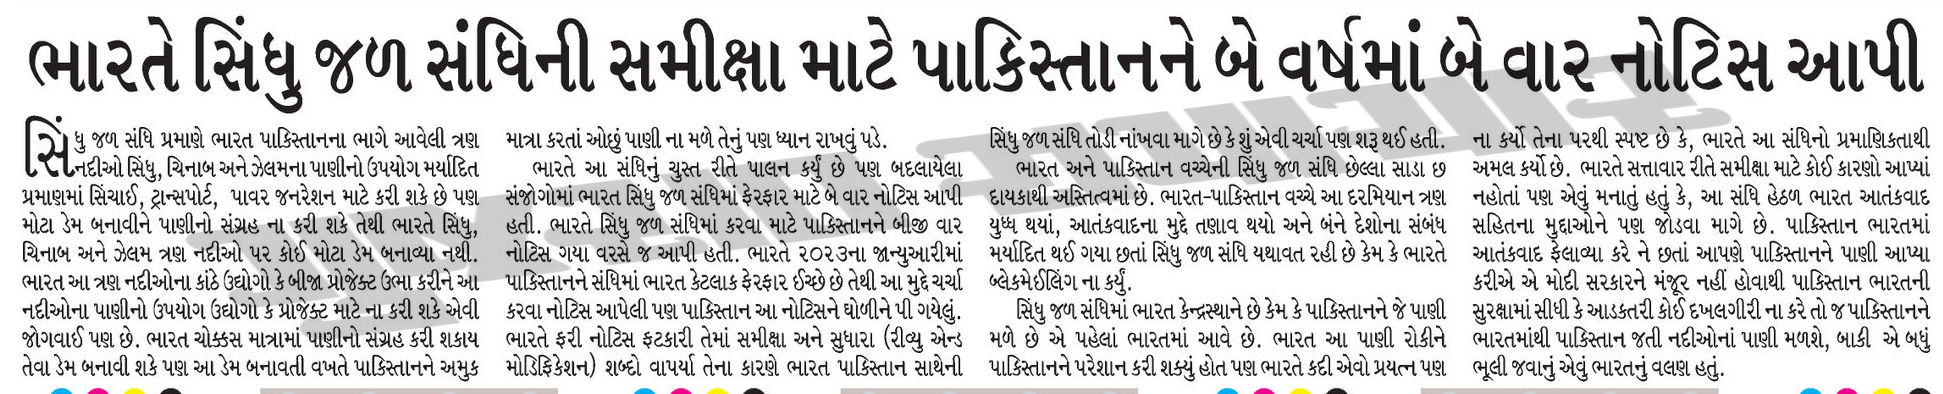 ભારતે સિંધુ જળ સંધિની સમીક્ષા માટે પાકિસ્તાનને બે વર્ષમાં બે વાર નોટિસ આપી
સિંધુ જળ સંધિ પ્રમાણે ભારત પાકિસ્તાનના ભાગે આવેલી ત્રણ
નદીઓ સિંધુ, ચિનાબ અને ઝેલમના પાણીનો ઉપયોગ મર્યાદિત
પ્રમાણમાં સિંચાઈ, ટ્રાન્સપોર્ટ, પાવર જનરેશન માટે કરી શકે છે પણ
મોટા ડેમ બનાવીને પાણીનો સંગ્રહ ના કરી શકે તેથી ભારતે સિંધુ,
ચિનાબ અને ઝેલમ ત્રણ નદીઓ પર કોઈ મોટા ડેમ બનાવ્યા નથી.
ભારત આ ત્રણ નદીઓના કાંઠે ઉદ્યોગો કે બીજા પ્રોજેક્ટ ઉભા કરીને આ
નદીઓના પાણીનો ઉપયોગ ઉદ્યોગો કે પ્રોજેક્ટ માટે ના કરી શકે એવી
જોગવાઈ પણ છે. ભારત ચોક્કસ માત્રામાં પાણીનો સંગ્રહ કરી શકાય
તેવા ડેમ બનાવી શકે પણ આ ડેમ બનાવતી વખતે પાકિસ્તાનને અમુક
માત્રા કરતાં ઓછું પાણી ના મળે તેનું પણ ધ્યાન રાખવું પડે.
ભારતે આ સંધિનું ચુસ્ત રીતે પાલન કર્યું છે પણ બદલાયેલા
સંજોગોમાં ભારત સિંધુ જળ સંધિમાં ફેરફાર માટે બે વાર નોટિસ આપી
હતી. ભારતે સિંધુ જળ સંધિમાં કરવા માટે પાકિસ્તાનને બીજી વાર
નોટિસ ગયા વરસે જ આપી હતી. ભારતે ૨૦૨૩ના જાન્યુઆરીમાં
પાકિસ્તાનને સંધિમાં ભારત કેટલાક ફેરફાર ઈચ્છે છે તેથી આ મુદ્દે ચર્ચા
કરવા નોટિસ આપેલી પણ પાકિસ્તાન આ નોટિસને ઘોળીને પી ગયેલું.
ભારતે ફરી નોટિસ ફટકારી તેમાં સમીક્ષા અને સુધારા (રીવ્યુ એન્ડ
મોડિફિકેશન) શબ્દો વાપર્યા તેના કારણે ભારત પાકિસ્તાન સાથેની
સિંધુ જળ સંધિ તોડી નાંખવા માગે છે કે શું એવી ચર્ચા પણ શરૂ થઈ હતી.
ભારત અને પાકિસ્તાન વચ્ચેની સિંધુ જળ સંધિ છેલ્લા સાડા છ
દાયકાથી અસ્તિત્વમાં છે. ભારત-પાકિસ્તાન વચ્ચે આ દરમિયાન ત્રણ
યુધ્ધ થયાં, આતંકવાદના મુદ્દે તણાવ થયો અને બંને દેશોના સંબંધ
મર્યાદિત થઈ ગયા છતાં સિંધુ જળ સંધિ યથાવત રહી છે કેમ કે ભારતે
બ્લેકમેઈલિંગ ના કર્યું.
સિંધુ જળ સંધિમાં ભારત કેન્દ્રસ્થાને છે કેમ કે પાકિસ્તાનને જે પાણી
મળે છે એ પહેલાં ભારતમાં આવે છે. ભારત આ પાણી રોકીને
પાકિસ્તાનને પરેશાન કરી શક્યું હોત પણ ભારતે કદી એવો પ્રયત્ન પણ
ના કર્યો તેના પરથી સ્પષ્ટ છે કે, ભારતે આ સંધિનો પ્રમાણિકતાથી
અમલ કર્યો છે. ભારતે સત્તાવાર રીતે સમીક્ષા માટે કોઈ કારણો આપ્યાં
નહોતાં પણ એવું મનાતું હતું કે, આ સંધિ હેઠળ ભારત આતંકવાદ
સહિતના મુદ્દાઓને પણ જોડવા માગે છે. પાકિસ્તાન ભારતમાં
આતંકવાદ ફેલાવ્યા કરે ને છતાં આપણે પાકિસ્તાનને પાણી આપ્યા
કરીએ એ મોદી સરકારને મંજૂર નહીં હોવાથી પાકિસ્તાન ભારતની
સુરક્ષામાં સીધી કે આડકતરી કોઈ દખલગીરી ના કરે તો જ પાકિસ્તાનને
ભારતમાંથી પાકિસ્તાન જતી નદીઓનાં પાણી મળશે, બાકી એ બધું
ભૂલી જવાનું એવું ભારતનું વલણ હતું.